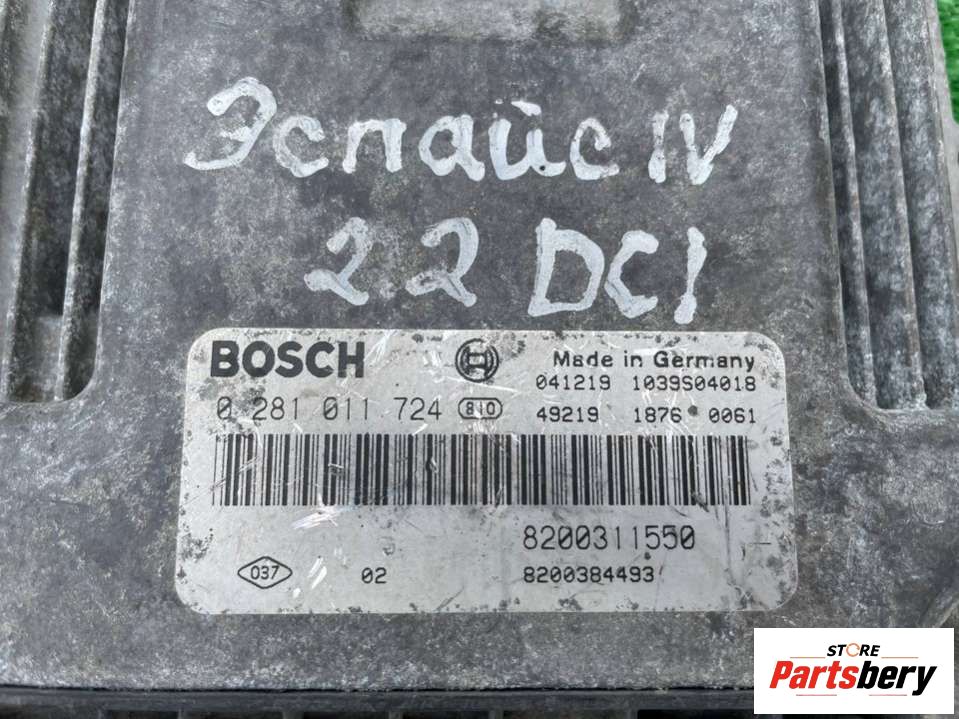 Эспайс IV
2.2 DCI
BOSCH
Made in Germany
041219 1039S04018
0 281 011 724 810
49219 1876 0061
8200311550
037 02 8200384493
STORE
Partsbery